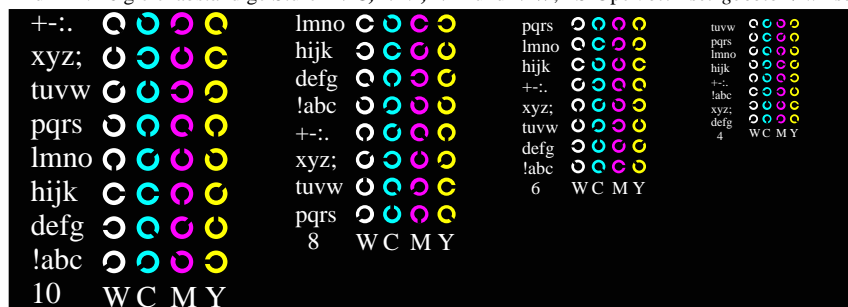 +-:.
xyz;
tuvw
pqrs
lmno
hijk
defg
!abc
10 W C M Y
lmno
hijk
defg
!abc
+-:.
xyz;
tuvw
pqrs
8 W C M Y
pqrs
lmno
hijk
+-:.
xyz;
tuvw
defg
!abc
6 W C M Y
tuvw
pqrs
lmno
hijk
+-:.
!abc
xyz;
defg
4 W C M Y